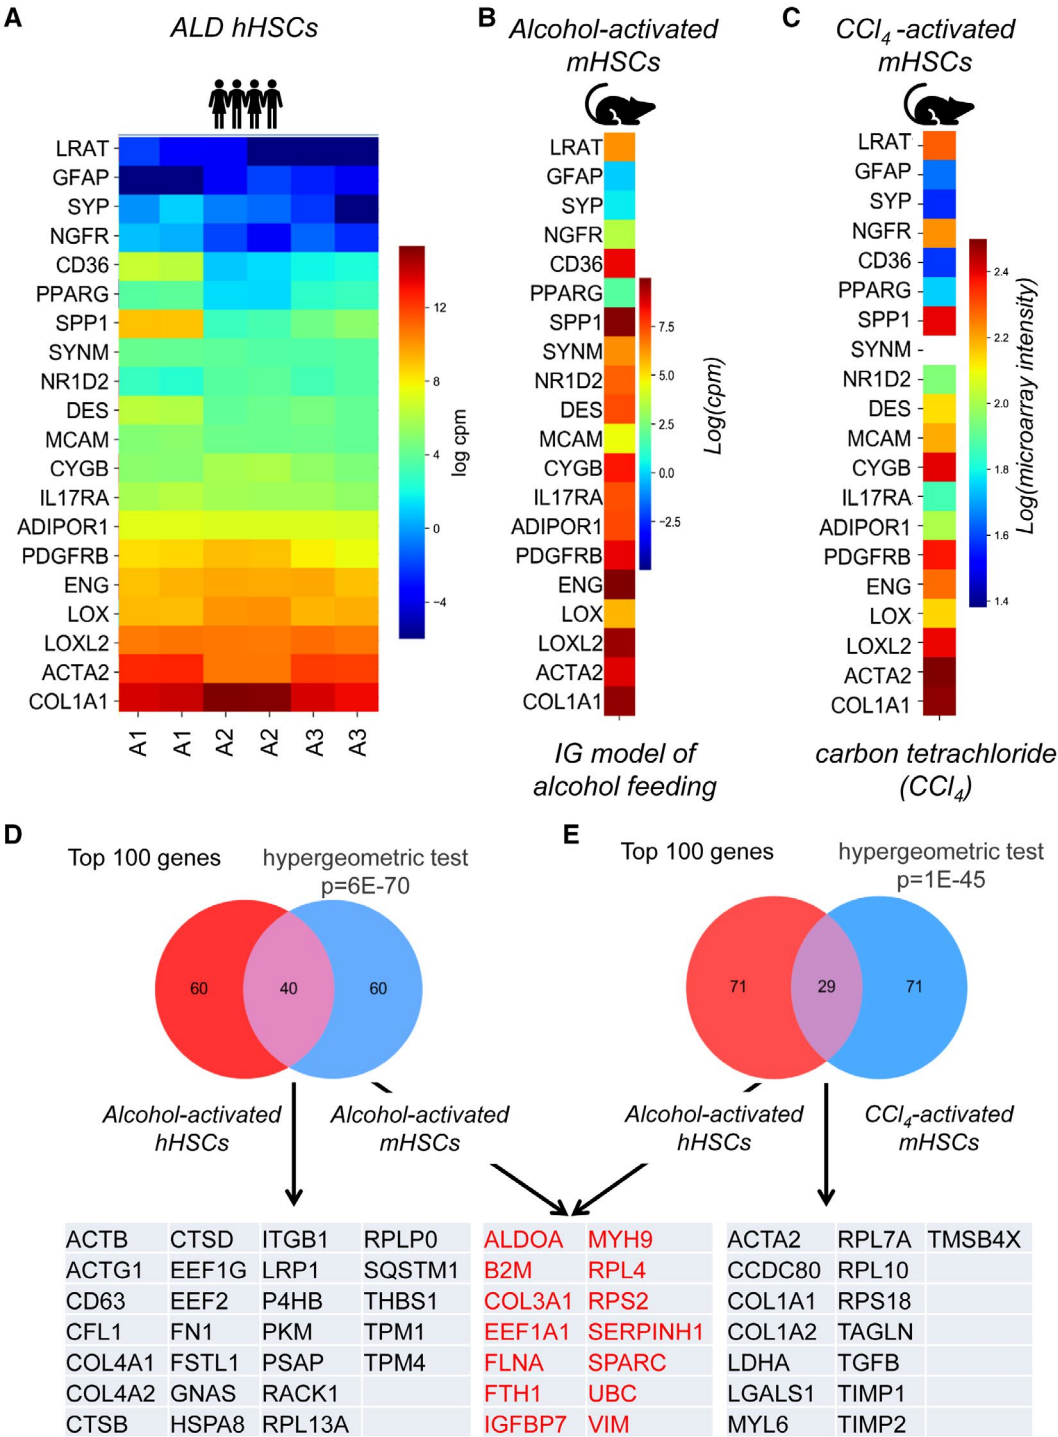 A
ALD hHSCs
LRAT
GFAP
SYP
NGFR
CD36
PPARG
SPP1
SYNM
NR1D2
DES
MCAM
CYGB
IL17RA
ADIPOR1
PDGFRB
ENG
LOX
LOXL2
ACTA2
COL1A1
A1 A1 A2 A2 A3 A3
12
8
4
0
−4
log cpm
B
Alcohol-activated
mHSCs
LRAT
GFAP
SYP
NGFR
CD36
PPARG
SPP1
SYNM
NR1D2
DES
MCAM
CYGB
IL17RA
ADIPOR1
PDGFRB
ENG
LOX
LOXL2
ACTA2
COL1A1
7.5
5.0
2.5
0.0
−2.5
Log(cpm)
IG model of
alcohol feeding
C
CCl4 -activated
mHSCs
LRAT
GFAP
SYP
NGFR
CD36
PPARG
SPP1
SYNM
NR1D2
DES
MCAM
CYGB
IL17RA
ADIPOR1
PDGFRB
ENG
LOX
LOXL2
ACTA2
COL1A1
2.4
2.2
2.0
1.8
1.6
1.4
Log(microarray intensity)
carbon tetrachloride
(CCl4)
D
Top 100 genes
hypergeometric test
p=6E-70
60 40 60
Alcohol-activated
hHSCs
Alcohol-activated
mHSCs
E
Top 100 genes
hypergeometric test
p=1E-45
71 29 71
Alcohol-activated
hHSCs
CCl4-activated
mHSCs
ACTB CTSD ITGB1 RPLP0
ACTG1 EEF1G LRP1 SQSTM1
CD63 EEF2 P4HB THBS1
CFL1 FN1 PKM TPM1
COL4A1 FSTL1 PSAP TPM4
COL4A2 GNAS RACK1
CTSB HSPA8 RPL13A
ALDOA MYH9
B2M RPL4
COL3A1 RPS2
EEF1A1 SERPINH1
FLNA SPARC
FTH1 UBC
IGFBP7 VIM
ACTA2 RPL7A TMSB4X
CCDC80 RPL10
COL1A1 RPS18
COL1A2 TAGLN
LDHA TGFB
LGALS1 TIMP1
MYL6 TIMP2